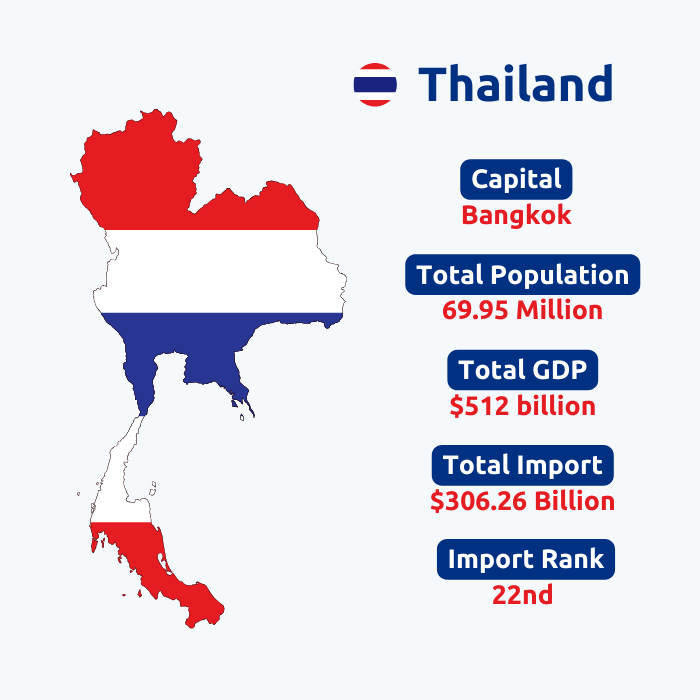 Thailand
Capital
Bangkok
Total Population
69.95 Million
Total GDP
$512 billion
Total Import
$306.26 Billion
Import Rank
22nd